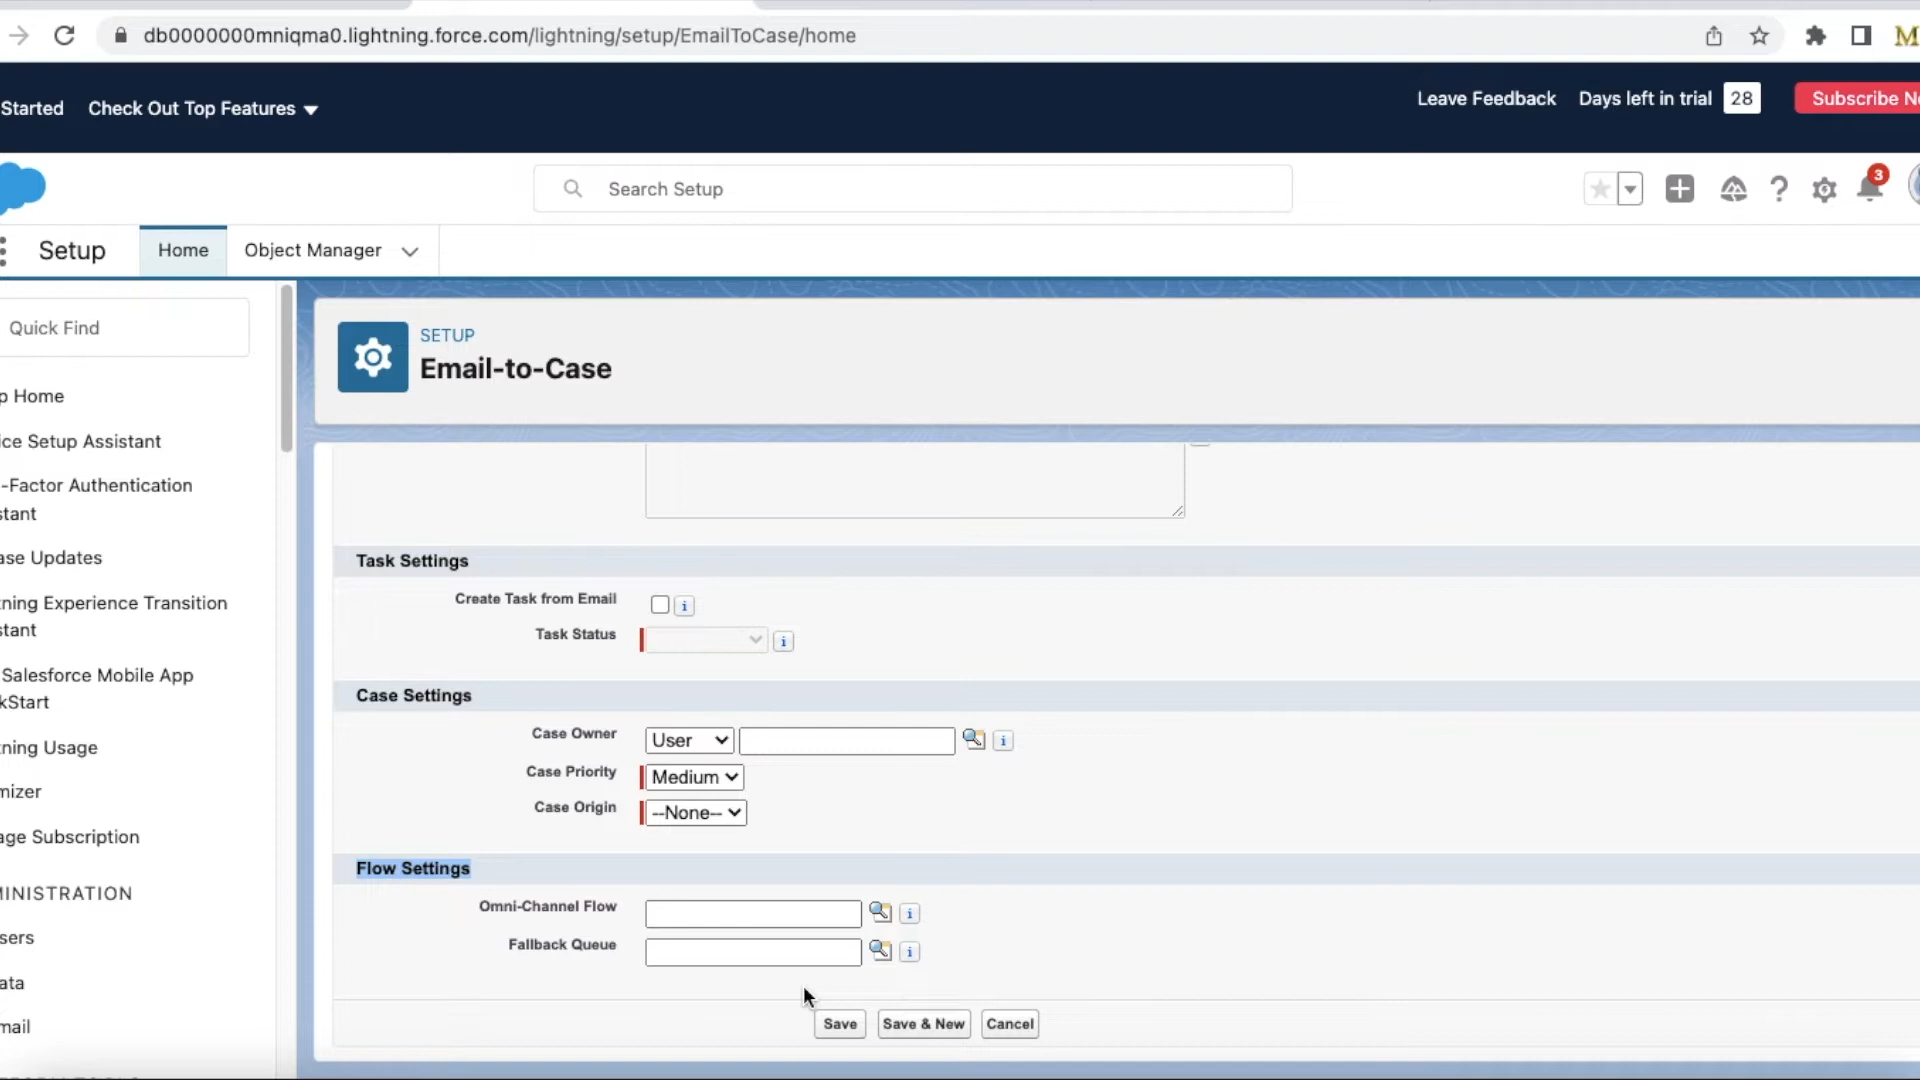 db0000000mniqma0.lightning.force.com/lightning/setup/EmailToCase/home
Started Check Out Top Features
Leave Feedback Days left in trial 28 Subscribe N
Search Setup
3
Setup Home Object Manager
Quick Find
SETUP
Email-to-Case
p Home
ice Setup Assistant
-Factor Authentication
stant
ase Updates
ning Experience Transition
stant
Salesforce Mobile App
kStart
ning Usage
mizer
age Subscription
MINISTRATION
sers
ata
mail
Task Settings
Create Task from Email
Task Status
Case Settings
Case Owner User
Case Priority Medium
Case Origin --None--
Flow Settings
Omni-Channel Flow
Fallback Queue
Save Save & New Cancel